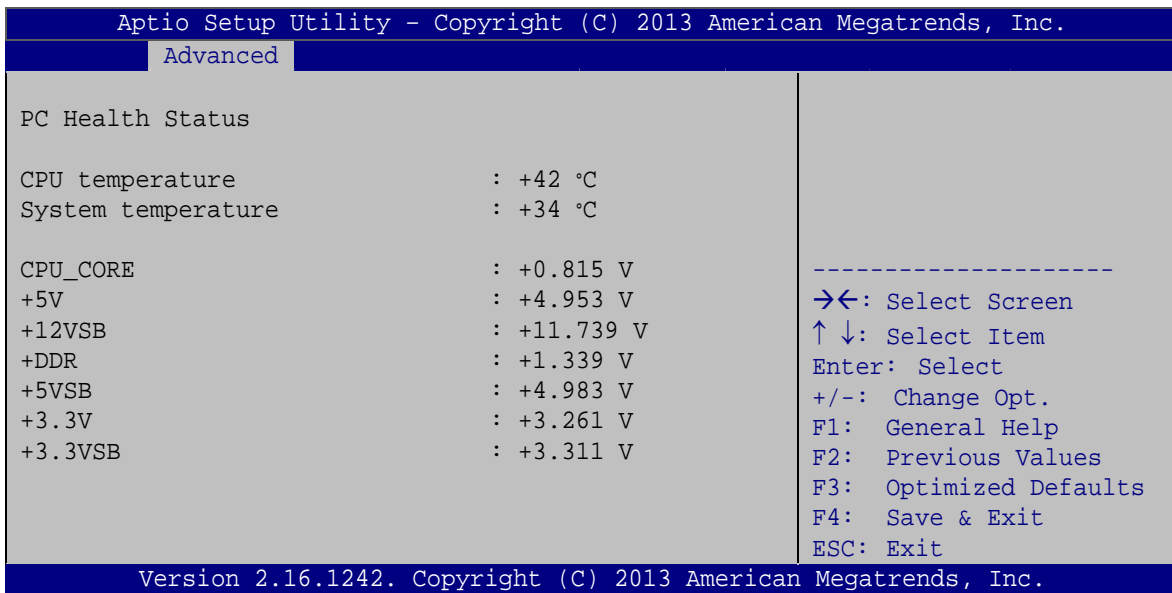 Aptio Setup Utility – Copyright (C) 2013 American Megatrends, Inc.
Advanced
PC Health Status
CPU temperature : +42 °C
System temperature : +34 °C
CPU_CORE : +0.815 V
+5V : +4.953 V
+12VSB : +11.739 V
+DDR : +1.339 V
+5VSB : +4.983 V
+3.3V : +3.261 V
+3.3VSB : +3.311 V
---------------------
→←: Select Screen
↑ ↓: Select Item
Enter: Select
+/-: Change Opt.
F1: General Help
F2: Previous Values
F3: Optimized Defaults
F4: Save & Exit
ESC: Exit
Version 2.16.1242. Copyright (C) 2013 American Megatrends, Inc.